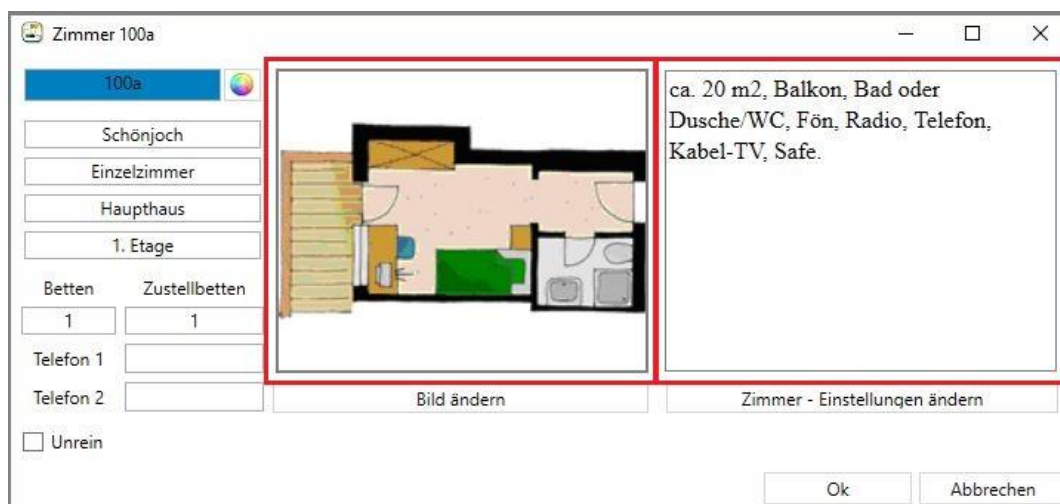 Zimmer 100a
100a
Schönjoch
Einzelzimmer
Haupthaus
1. Etage
Betten Zustellbetten
1 1
Telefon 1
Telefon 2
Unrein
Bild ändern
ca. 20 m2, Balkon, Bad oder
Dusche/WC, Fön, Radio, Telefon,
Kabel-TV, Safe.
Zimmer - Einstellungen ändern
Ok Abbrechen